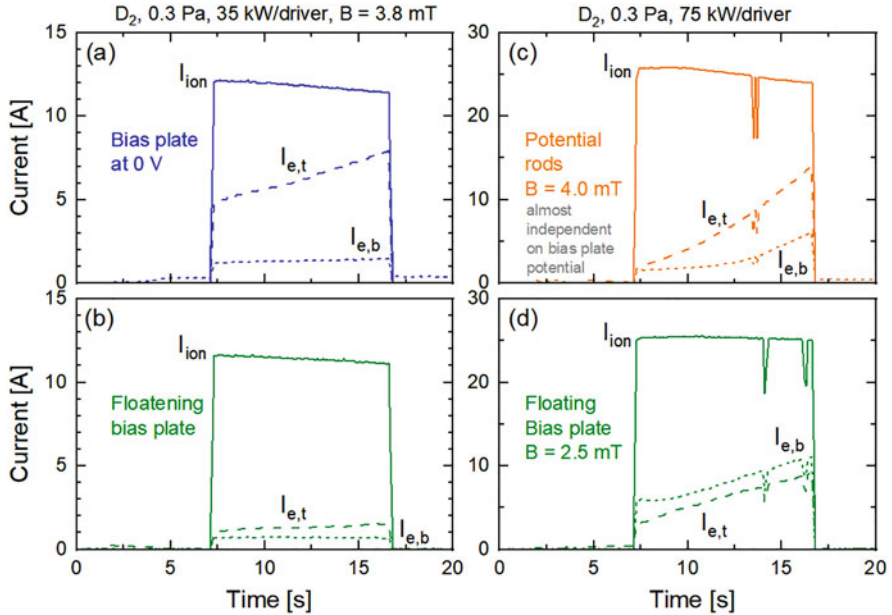 D2, 0.3 Pa, 35 kW/driver, B = 3.8 mT
D2, 0.3 Pa, 75 kW/driver
(a)
15
10
5
0
Current [A]
Iion
Bias plate
at 0 V
Ie,t
Ie,b
(c)
30
20
10
0
Current [A]
Iion
Potential
rods
B = 4.0 mT
almost
independent
on bias plate
potential
Ie,t
Ie,b
(b)
15
10
5
0
Current [A]
Iion
Floatening
bias plate
Ie,t
Ie,b
0 5 10 15 20
Time [s]
(d)
30
20
10
0
Current [A]
Iion
Floating
Bias plate
B = 2.5 mT
Ie,b
Ie,t
0 5 10 15 20
Time [s]